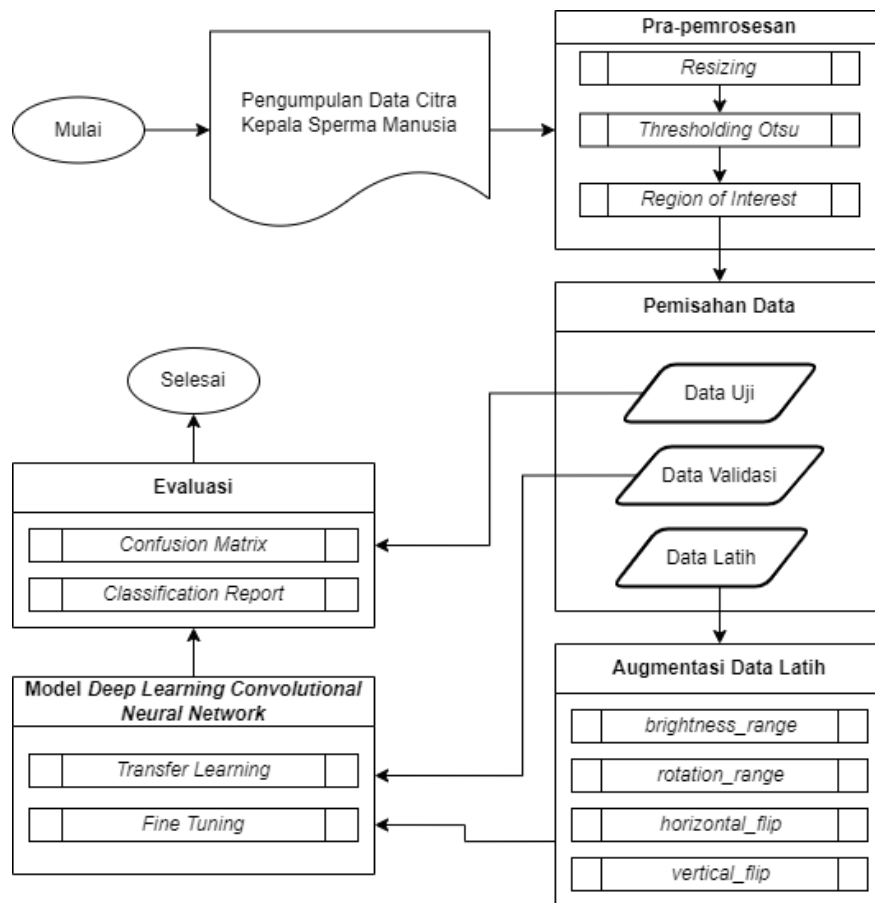 Mulai
Pengumpulan Data Citra
Kepala Sperma Manusia
Pra-pemrosesan
Resizing
Thresholding Otsu
Region of Interest
Pemisahan Data
Data Uji
Data Validasi
Data Latih
Augmentasi Data Latih
brightness_range
rotation_range
horizontal_flip
vertical_flip
Model Deep Learning Convolutional
Neural Network
Transfer Learning
Fine Tuning
Evaluasi
Confusion Matrix
Classification Report
Selesai